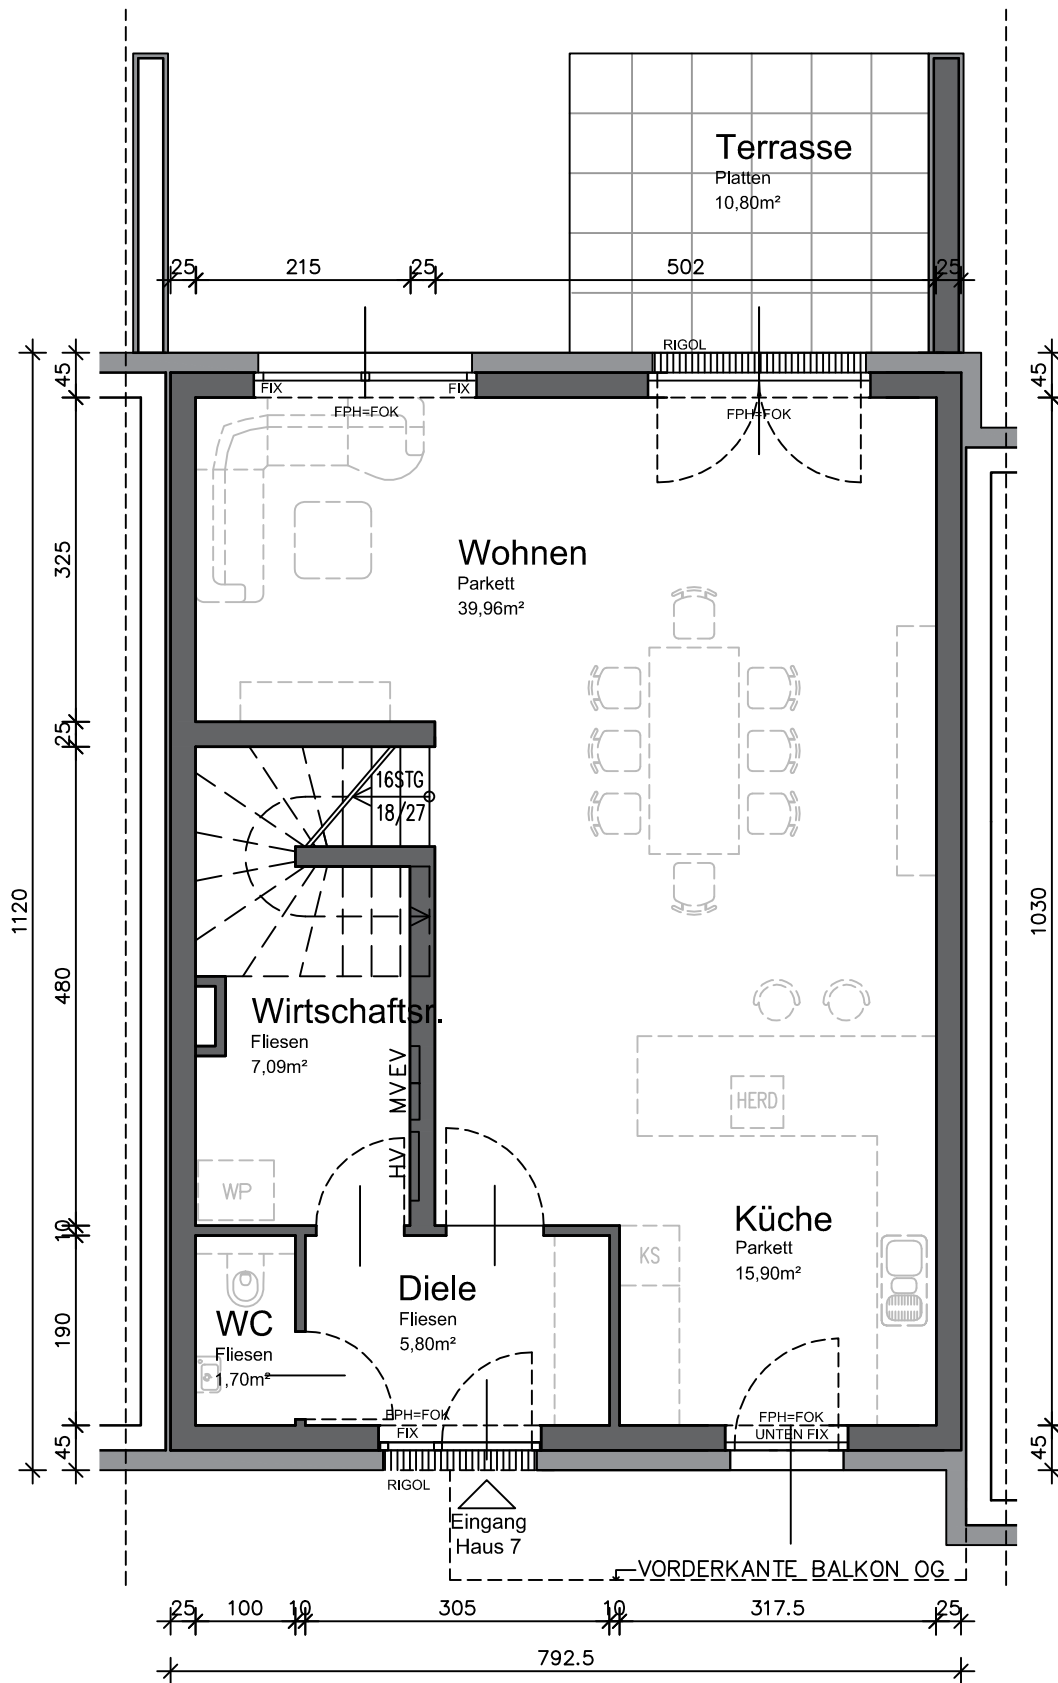 Terrasse
Platten
10,80m²
25
215
25
502
25
RIGOL
45
45
FIX
FIX
FPH=FOK
FPH=FOK
325
Wohnen
Parkett
39,96m²
25
16STG
18/27
1120
1030
480
Wirtschaftsr.
Fliesen
7,09m²
EV
MV
HV
HERD
WP
10
Küche
Parkett
15,90m²
KS
Diele
Fliesen
5,80m²
WC
Fliesen
1,70m²
190
FPH=FOK
FIX
FPH=FOK
UNTEN FIX
45
45
RIGOL
Eingang
Haus 7
VORDERKANTE BALKON OG
25
100
10
305
10
317.5
25
792.5